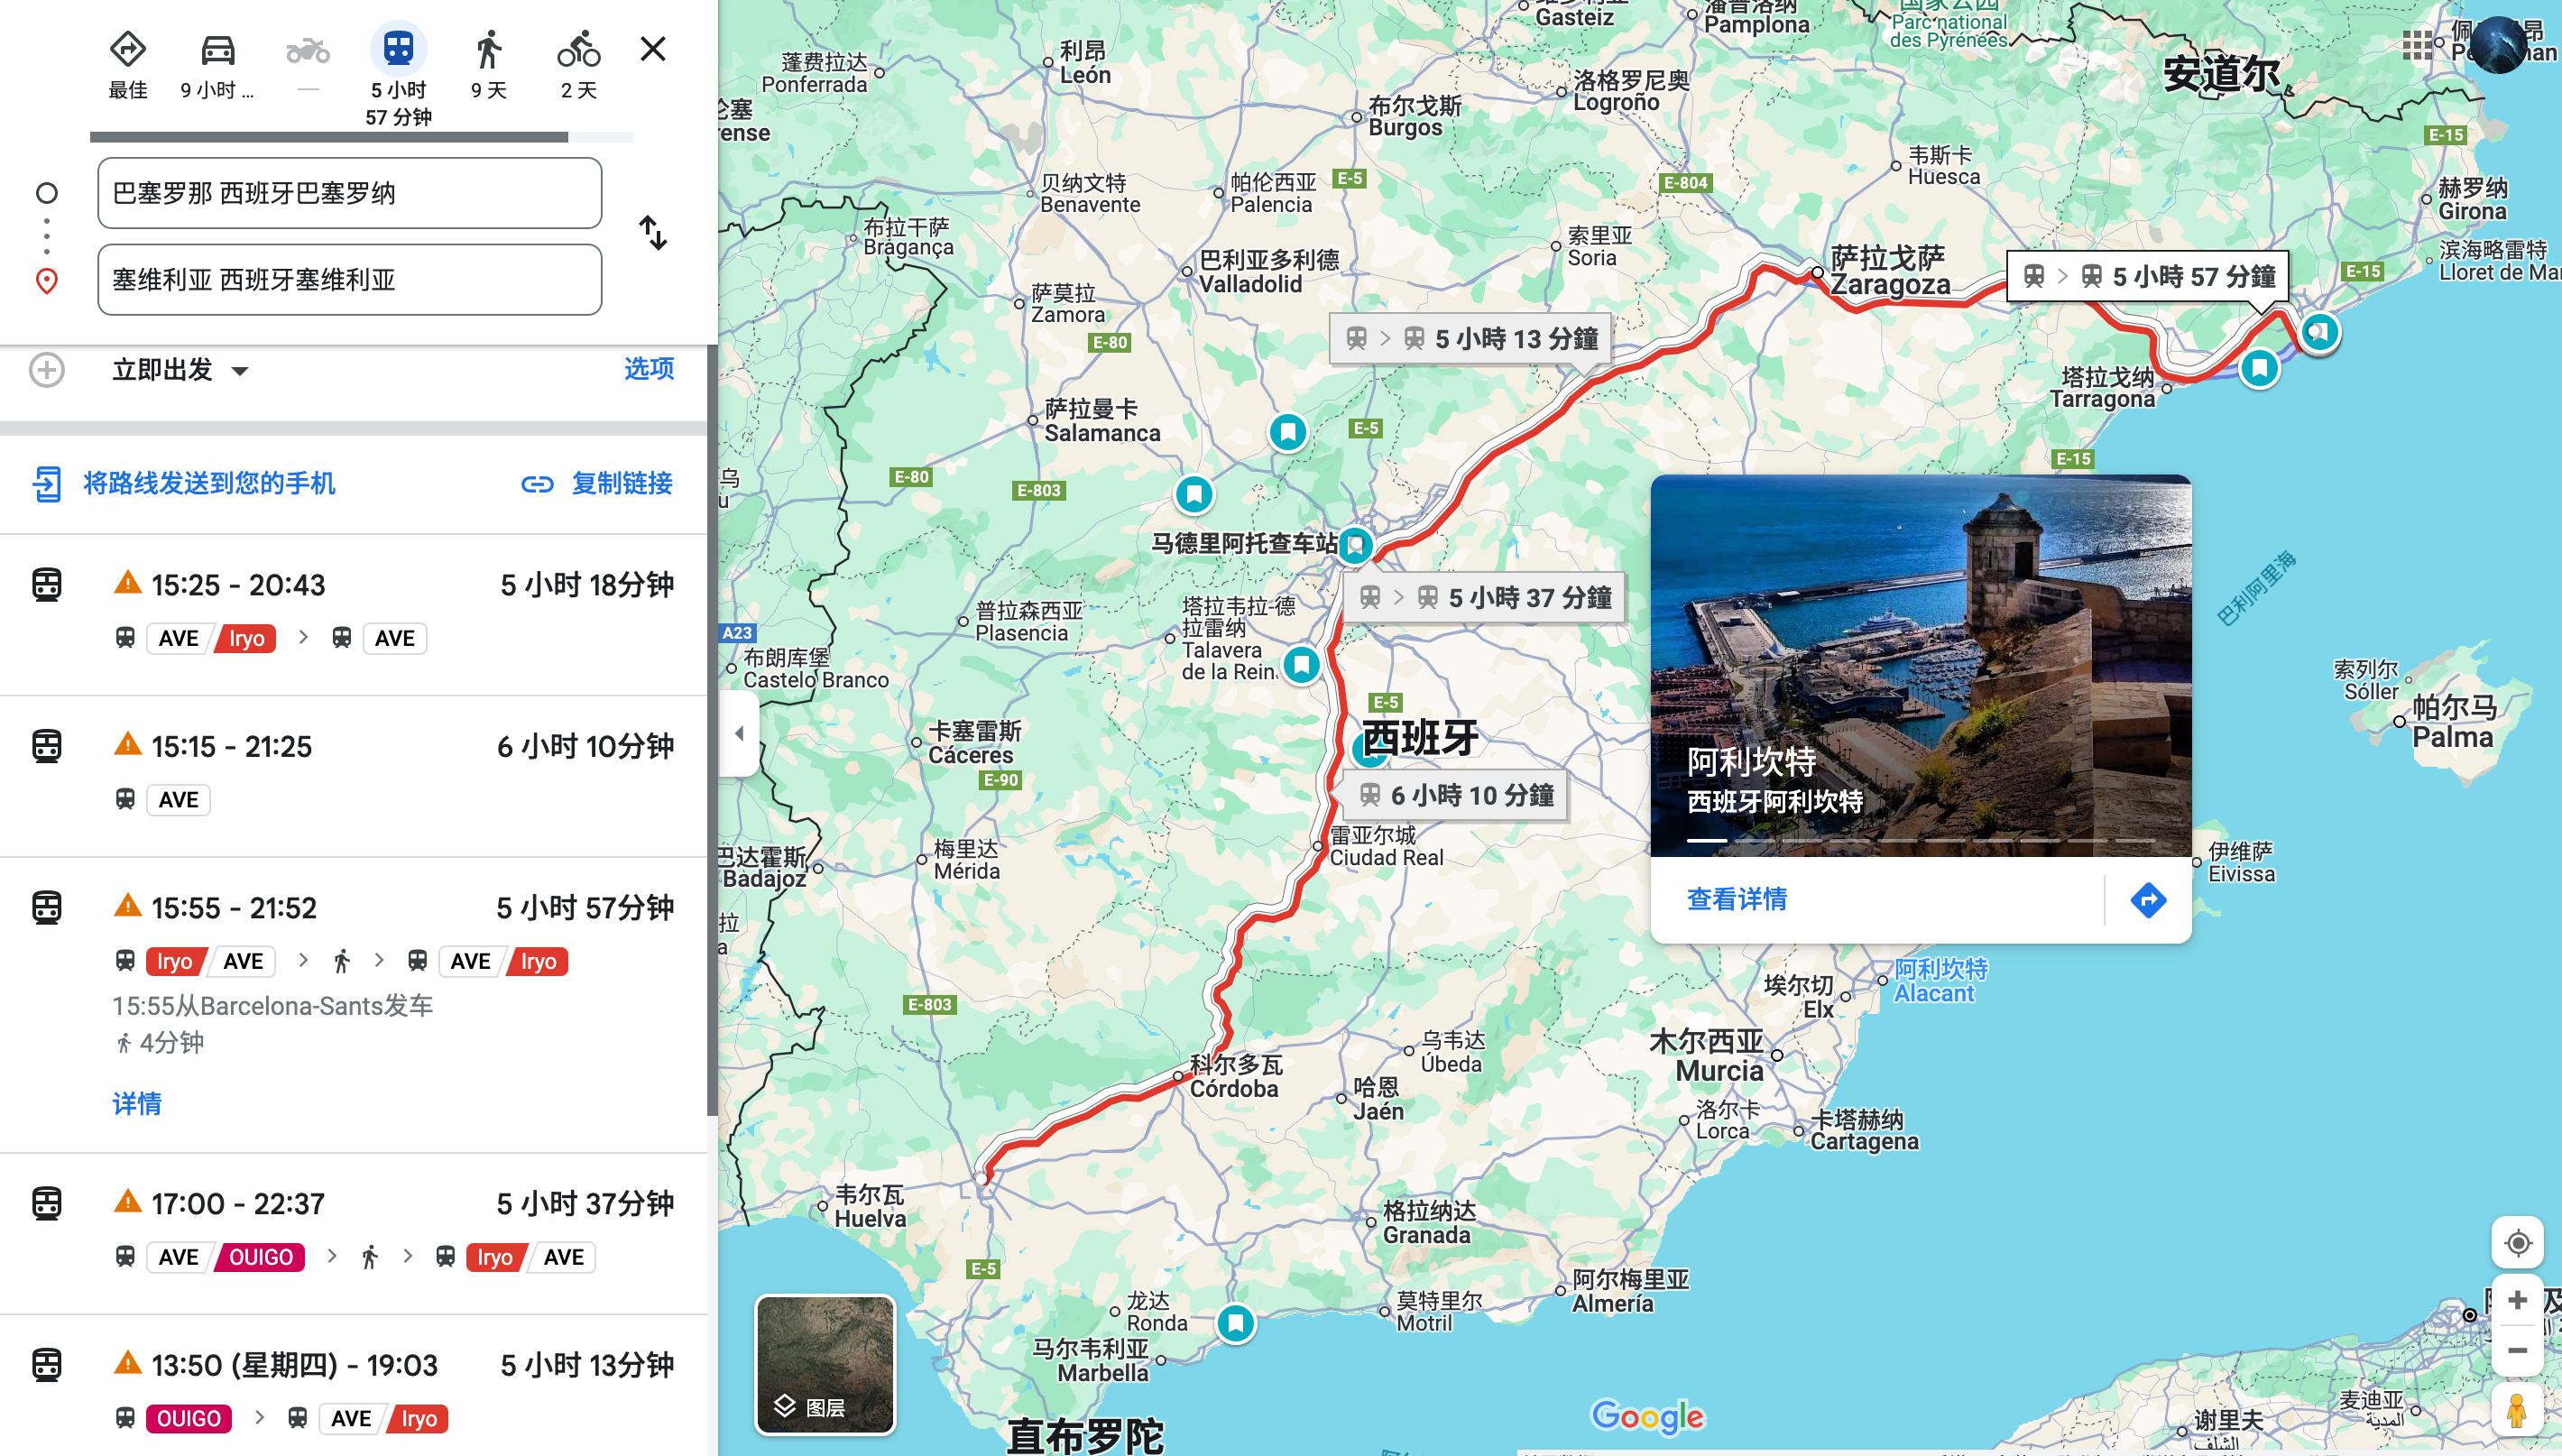 最佳
9 小时 ...
—
5 小时
57 分钟
9 天
2 天
巴塞罗那 西班牙巴塞罗纳
塞维利亚 西班牙塞维利亚
立即出发
选项
将路线发送到您的手机
复制链接
15:25 - 20:43
5 小时 18分钟
AVE
Iryo
AVE
15:15 - 21:25
6 小时 10分钟
AVE
15:55 - 21:52
5 小时 57分钟
Iryo
AVE
AVE
Iryo
15:55从Barcelona-Sants发车
4分钟
详情
17:00 - 22:37
5 小时 37分钟
AVE
OUIGO
Iryo
AVE
13:50 (星期四) - 19:03
5 小时 13分钟
OUIGO
AVE
Iryo
Gasteiz
Pamplona
Parc national
des Pyrénées
安道尔
利昂
León
蓬费拉达
Ponferrada
伦塞
rense
布尔戈斯
Burgos
洛格罗尼奥
Logroño
E-15
韦斯卡
Huesca
E-804
E-5
赫罗纳
Girona
贝纳文特
Benavente
帕伦西亚
Palencia
布拉干萨
Bragança
索里亚
Soria
滨海略雷特
Lloret de Mar
E-15
巴利亚多利德
Valladolid
萨拉戈萨
Zaragoza
5 小時 57 分鐘
萨莫拉
Zamora
E-80
5 小時 13 分鐘
塔拉戈纳
Tarragona
萨拉曼卡
Salamanca
E-5
E-15
E-80
E-803
马德里阿托查车站
5 小時 37 分鐘
普拉森西亚
Plasencia
塔拉韦拉-德
拉雷纳
Talavera
de la Rein
A23
布朗库堡
Castelo Branco
巴利阿里海
索列尔
Sóller
帕尔马
Palma
E-5
西班牙
卡塞雷斯
Cáceres
E-90
6 小時 10 分鐘
阿利坎特
西班牙阿利坎特
查看详情
雷亚尔城
Ciudad Real
梅里达
Mérida
巴达霍斯
Badajoz
伊维萨
Eivissa
E-803
埃尔切
Elx
阿利坎特
Alacant
木尔西亚
Murcia
乌韦达
Úbeda
科尔多瓦
Córdoba
哈恩
Jaén
洛尔卡
Lorca
卡塔赫纳
Cartagena
韦尔瓦
Huelva
格拉纳达
Granada
E-5
阿尔梅里亚
Almería
龙达
Ronda
莫特里尔
Motril
马尔韦利亚
Marbella
直布罗陀
图层
Google
谢里夫
麦迪亚
المدية